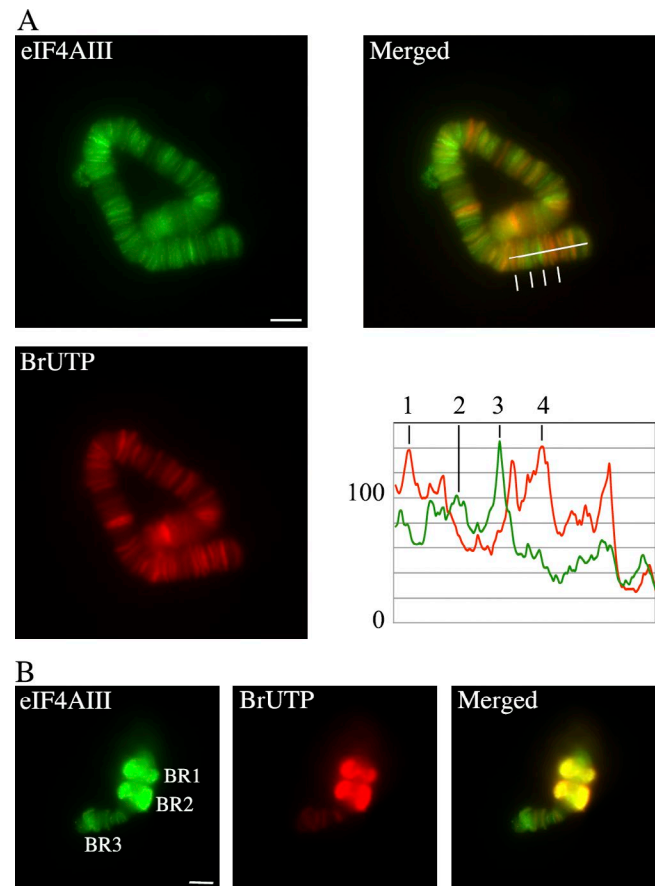 A
eIF4AIII
Merged
BrUTP
1 2 3 4
100
0
B
eIF4AIII
BrUTP
Merged
BR1
BR2
BR3